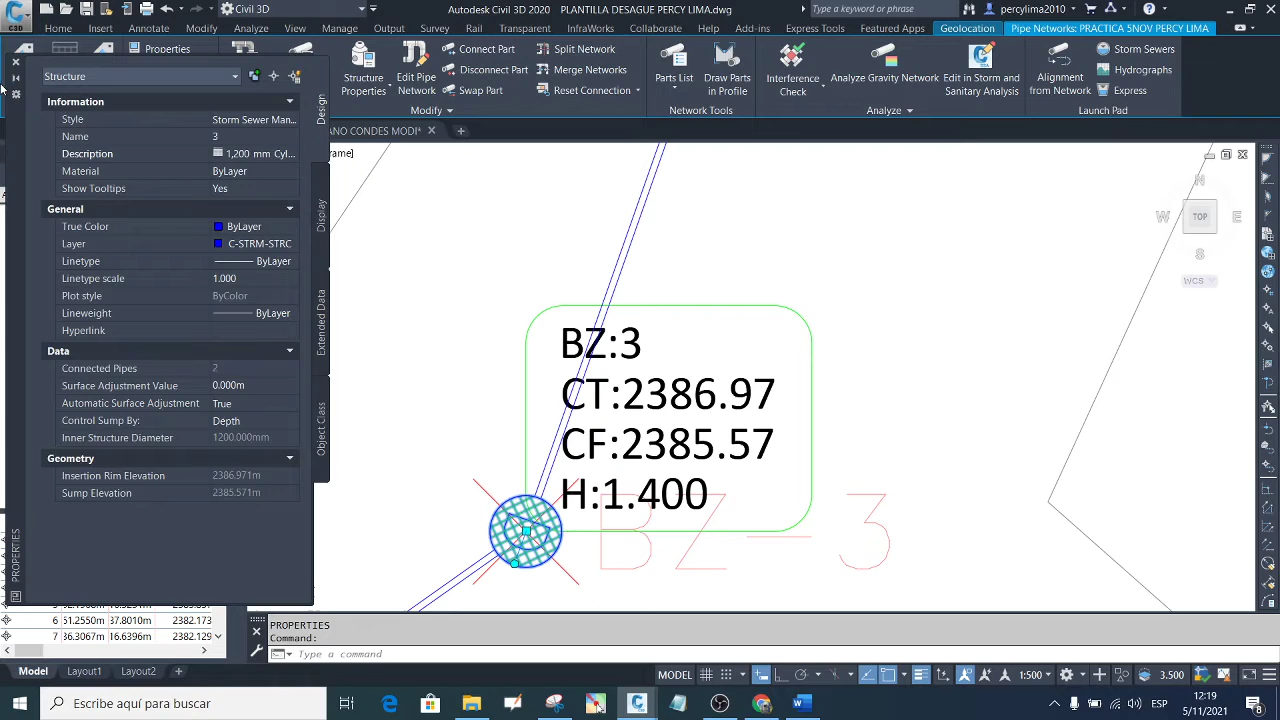 Civil 3D
Autodesk Civil 3D 2020 PLANTILLA DESAGUE PERCY LIMA.dwg
Type a keyword or phrase
percylima2010
C3D
Home Insert Annotate Modify Analyze View Manage Output Survey Rail Transparent InfraWorks Collaborate Help Add-ins Express Tools Featured Apps Geolocation Pipe Networks: PRACTICA 5NOV PERCY LIMA
Properties
Structure Properties
Edit Pipe Network
Connect Part
Disconnect Part
Swap Part
Split Network
Merge Networks
Reset Connection
Modify
Parts List
Draw Parts in Profile
Network Tools
Interference Check
Analyze Gravity Network
Edit in Storm and Sanitary Analysis
Analyze
Alignment from Network
Storm Sewers
Hydrographs
Express
Launch Pad
ANO CONDES MODI*
Structure
Information
Style Storm Sewer Man...
Name 3
Description 1,200 mm Cyl...
Material ByLayer
Show Tooltips Yes
General
True Color ByLayer
Layer C-STRM-STRC
Linetype ByLayer
Linetype scale 1.000
Plot style ByColor
Lineweight ByLayer
Hyperlink
Data
Connected Pipes 2
Surface Adjustment Value 0.000m
Automatic Surface Adjustment True
Control Sump By: Depth
Inner Structure Diameter 1200.000mm
Geometry
Insertion Rim Elevation 2386.971m
Sump Elevation 2385.571m
PROPERTIES
Design
Display
Extended Data
Object Class
rame]
N
W TOP E
S
WCS
BZ:3
CT:2386.97
CF:2385.57
H:1.400
BZ-3
6 61.2550m 37.8010m 2382.173
7 36.3067m 16.6396m 2382.129
PROPERTIES
Command:
Type a command
Model Layout1 Layout2
MODEL 1:500 3.500
Escribe aquí para buscar
ESP
12:19
5/11/2021